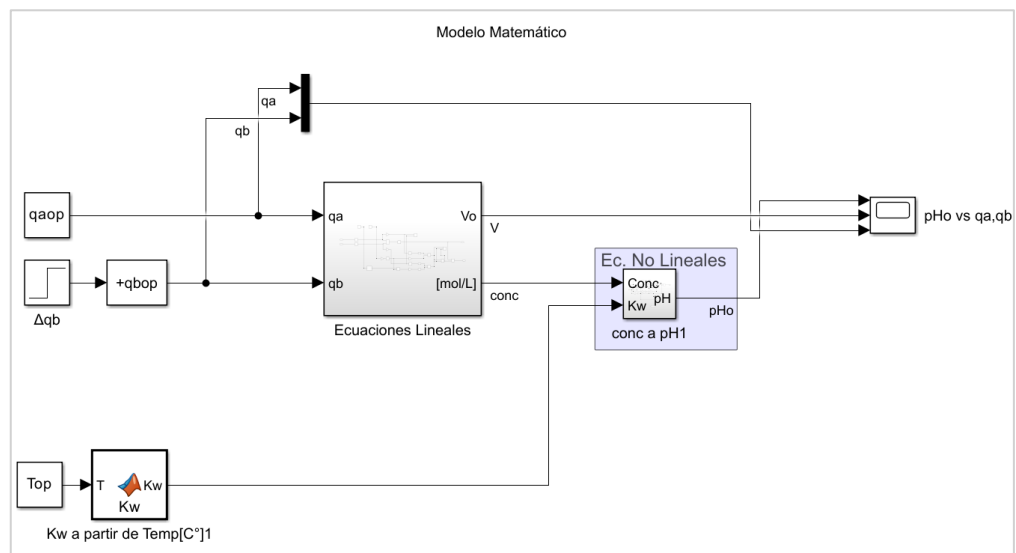 Modelo Matemático
qa
qb
qaop
qa
Vo
V
pHo vs qa,qb
Δqb
+qbop
qb
[mol/L]
conc
Ecuaciones Lineales
Ec. No Lineales
Conc
pH
Kw
pHo
conc a pH1
Top
T
Kw
Kw
Kw a partir de Temp[C°]1